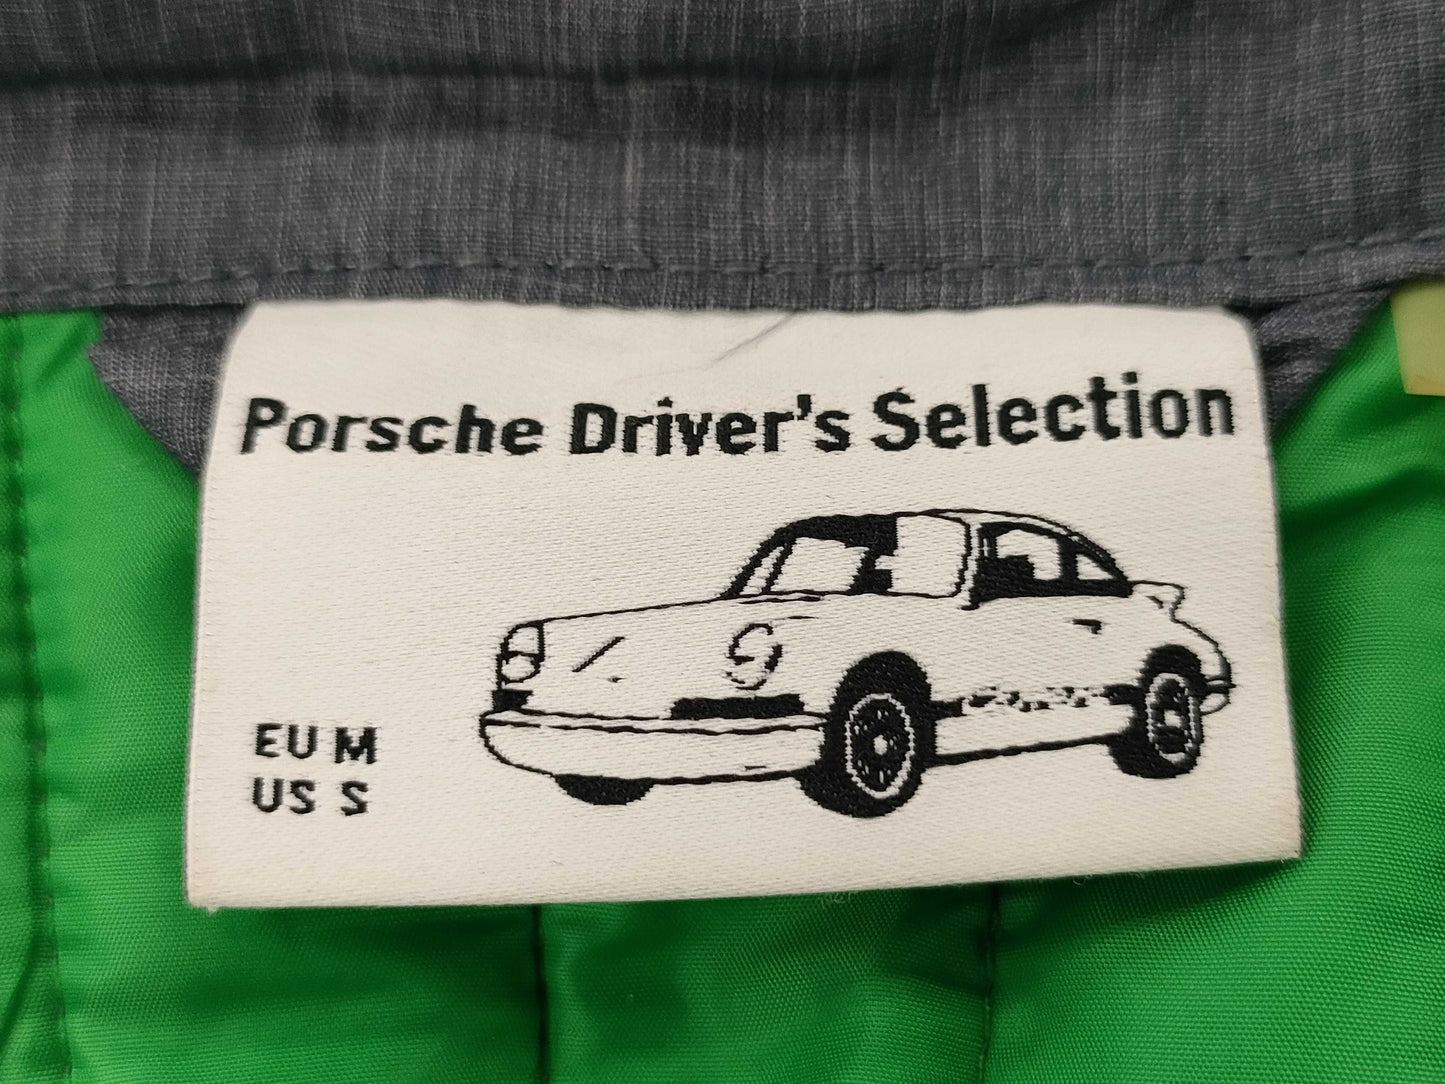 Porsche Driver's Selection
EU M
US S